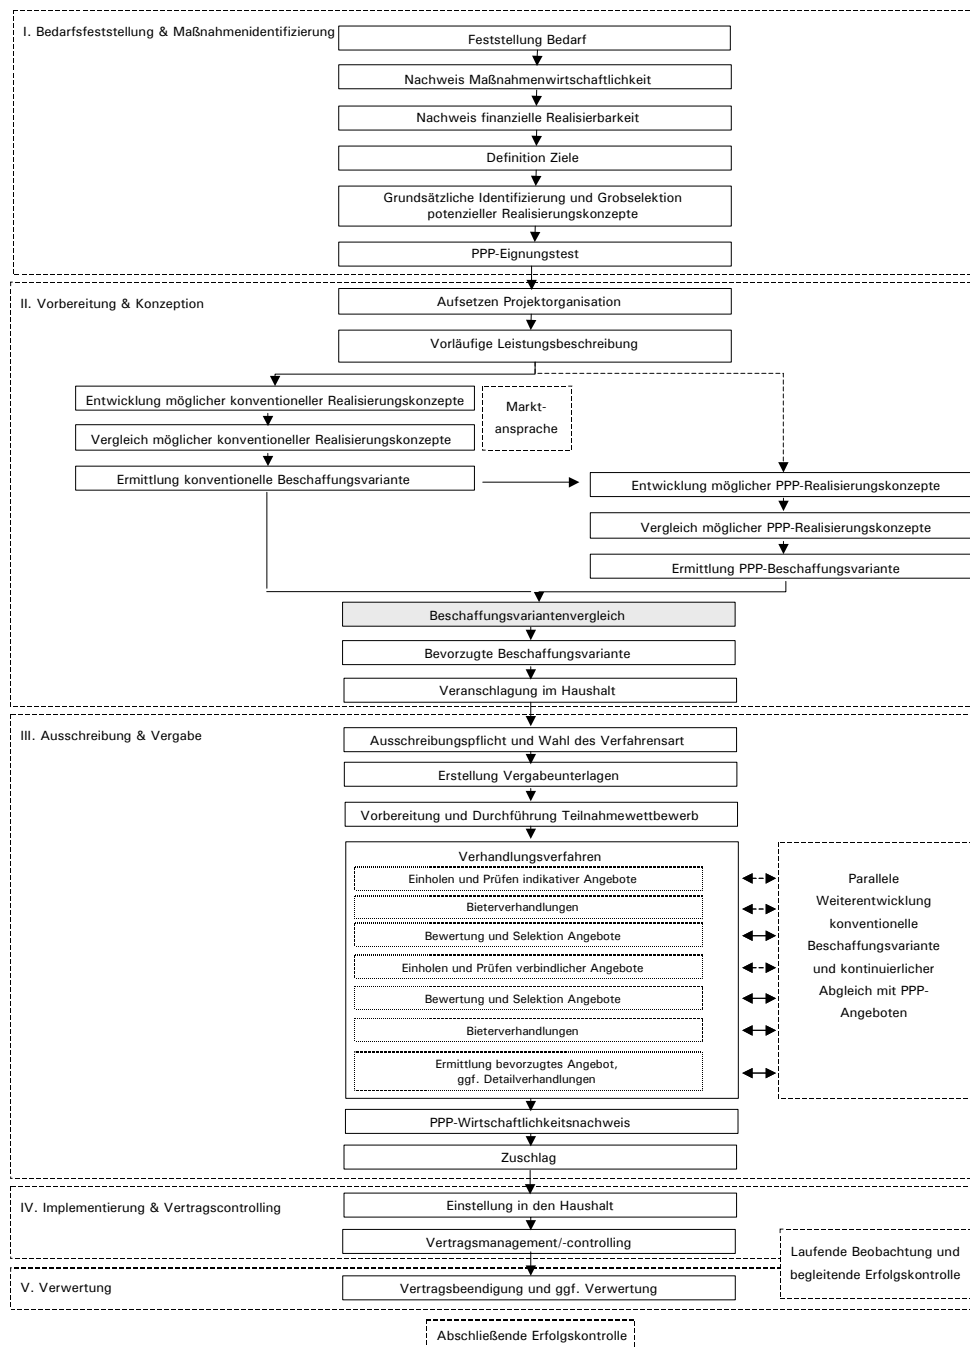 I. Bedarfsfeststellung & Maßnahmenidentifizierung
Feststellung Bedarf
Nachweis Maßnahmenwirtschaftlichkeit
Nachweis finanzielle Realisierbarkeit
Definition Ziele
Grundsätzliche Identifizierung und Grobselektion
potenzieller Realisierungskonzepte
PPP-Eignungstest
II. Vorbereitung & Konzeption
Aufsetzen Projektorganisation
Vorläufige Leistungsbeschreibung
Entwicklung möglicher konventioneller Realisierungskonzepte
Vergleich möglicher konventioneller Realisierungskonzepte
Ermittlung konventionelle Beschaffungsvariante
Markt-
ansprache
Entwicklung möglicher PPP-Realisierungskonzepte
Vergleich möglicher PPP-Realisierungskonzepte
Ermittlung PPP-Beschaffungsvariante
Beschaffungsvariantenvergleich
Bevorzugte Beschaffungsvariante
Veranschlagung im Haushalt
III. Ausschreibung & Vergabe
Ausschreibungspflicht und Wahl des Verfahrensart
Erstellung Vergabeunterlagen
Vorbereitung und Durchführung Teilnahmewettbewerb
Verhandlungsverfahren
Einholen und Prüfen indikativer Angebote
Bieterverhandlungen
Bewertung und Selektion Angebote
Einholen und Prüfen verbindlicher Angebote
Bewertung und Selektion Angebote
Bieterverhandlungen
Ermittlung bevorzugtes Angebot,
ggf. Detailverhandlungen
Parallele
Weiterentwicklung
konventionelle
Beschaffungsvariante
und kontinuierlicher
Abgleich mit PPP-
Angeboten
PPP-Wirtschaftlichkeitsnachweis
Zuschlag
IV. Implementierung & Vertragscontrolling
Einstellung in den Haushalt
Vertragsmanagement/-controlling
Laufende Beobachtung und
begleitende Erfolgskontrolle
V. Verwertung
Vertragsbeendigung und ggf. Verwertung
Abschließende Erfolgskontrolle